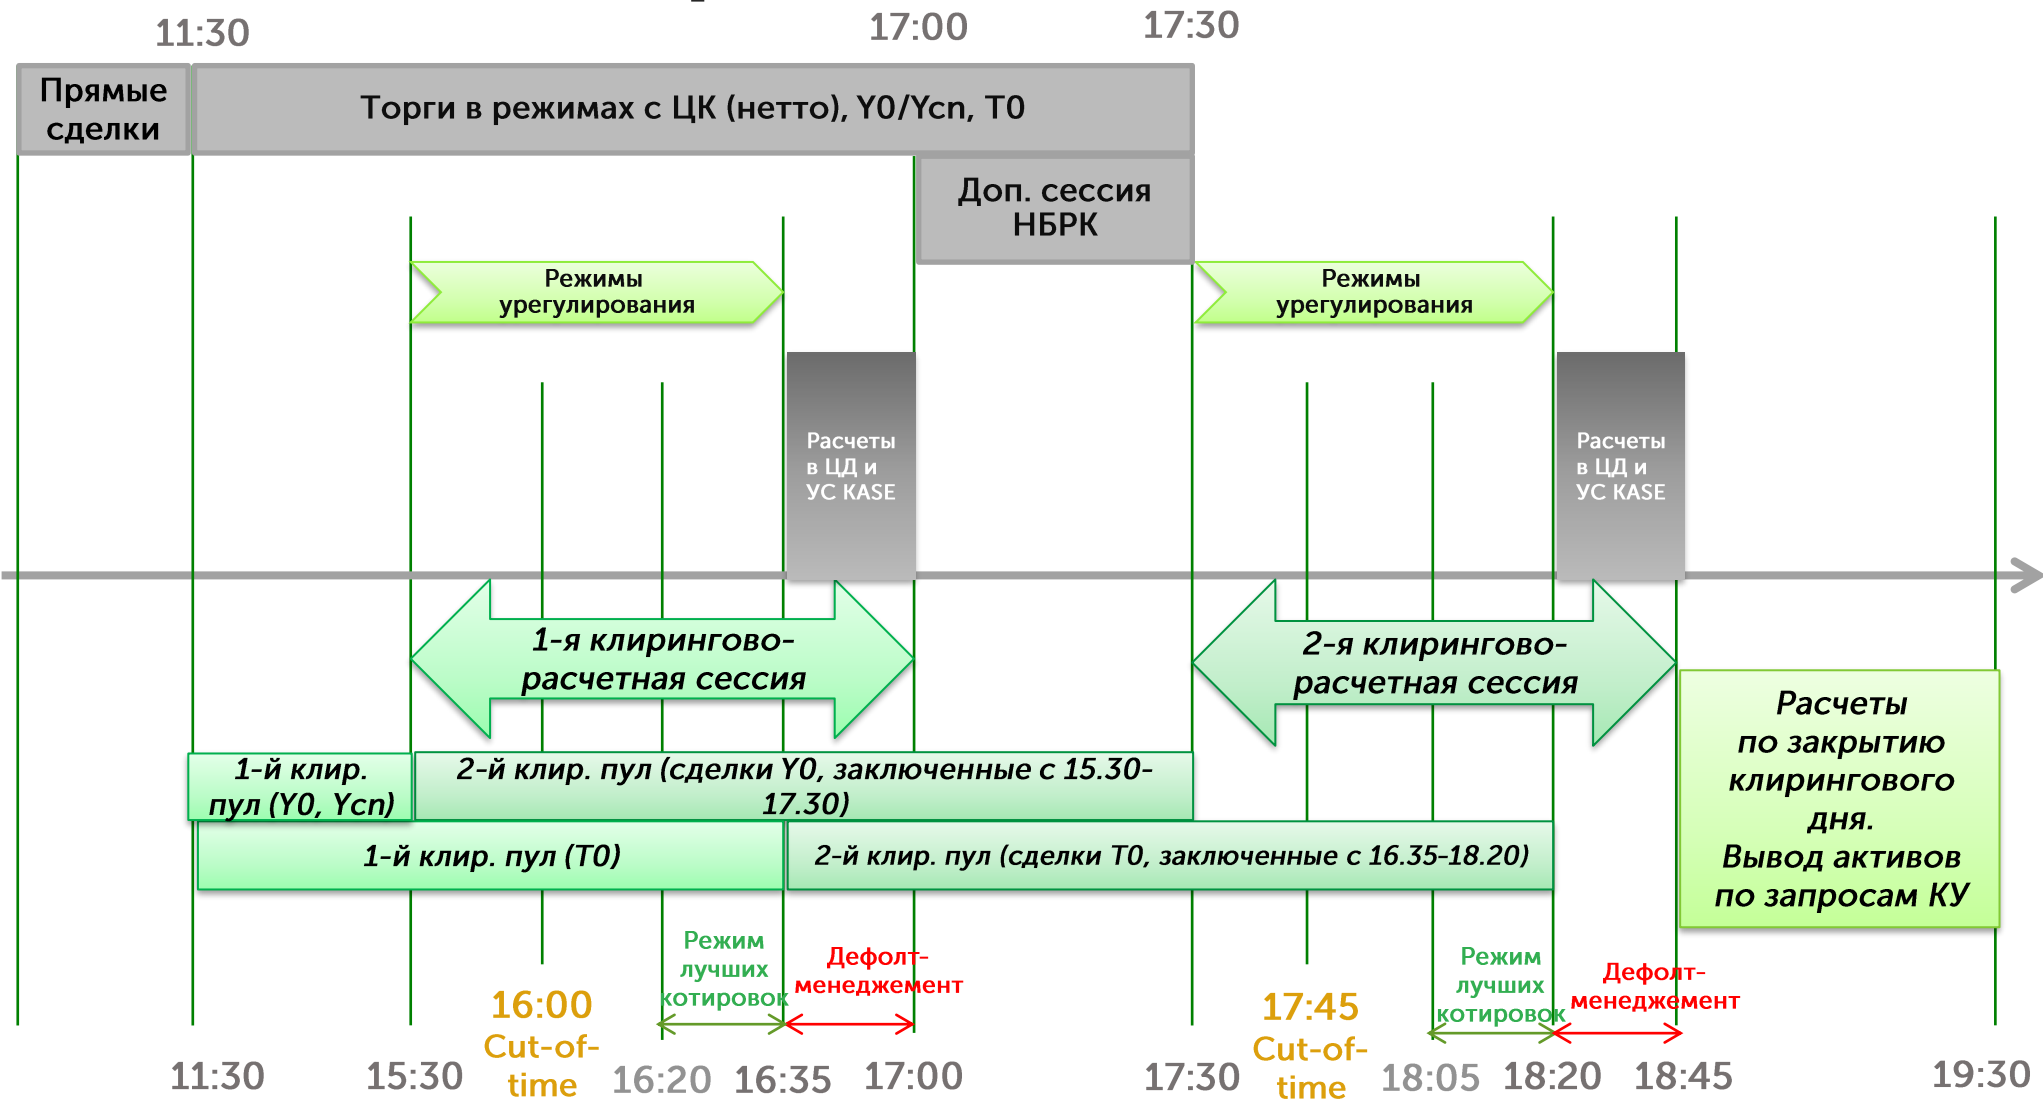 11:30
17:00
17:30
Прямые
сделки
Торги в режимах с ЦК (нетто), Y0/Yсп, T0
Доп. сессия
НБРК
Режимы
урегулирования
Режимы
урегулирования
Расчеты
в ЦД и
УС KASE
Расчеты
в ЦД и
УС KASE
1-я клирингово-
расчетная сессия
2-я клирингово-
расчетная сессия
Расчеты
по закрытию
клирингового
дня.
Вывод активов
по запросам КУ
1-й клир.
пул (Y0, Yсп)
2-й клир. пул (сделки Y0, заключенные с 15.30-
17.30)
1-й клир. пул (T0)
2-й клир. пул (сделки T0, заключенные с 16.35-18.20)
Режим
лучших
котировок
Дефолт-
менеджемент
Режим
лучших
котировок
Дефолт-
менеджемент
16:00
Cut-of-
time
17:45
Cut-of-
time
11:30
15:30
16:20
16:35
17:00
17:30
18:05
18:20
18:45
19:30